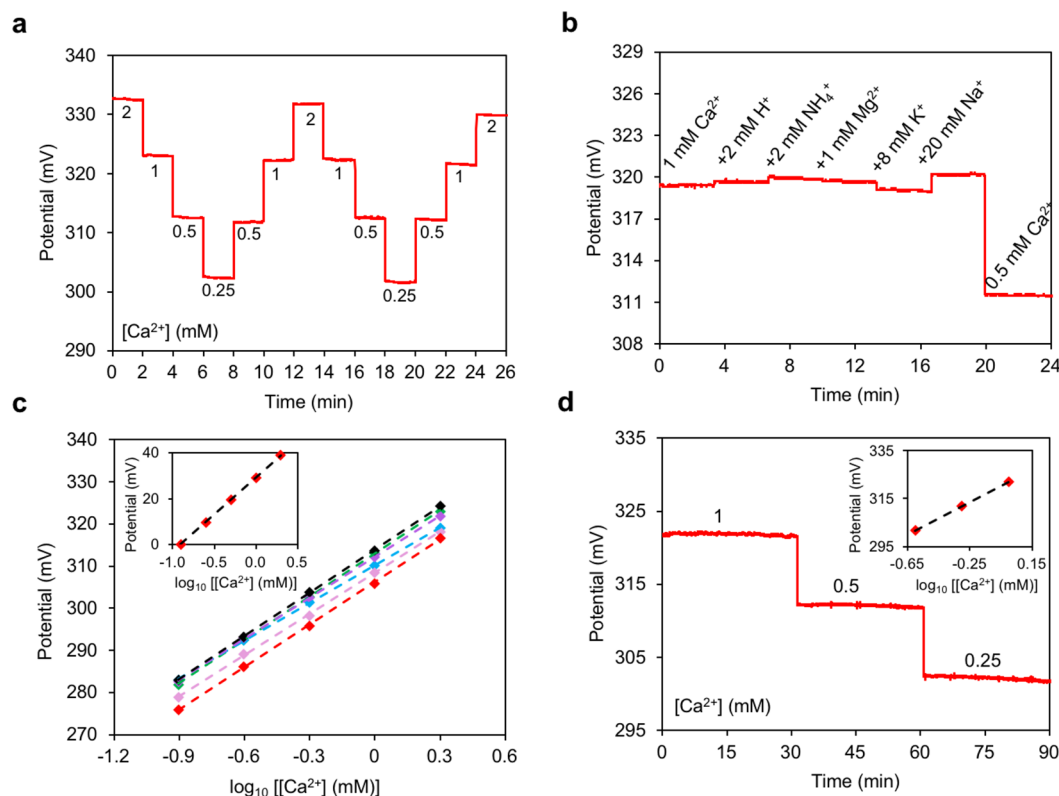 a
340
330
320
310
300
290
Potential (mV)
2
1
0.5
0.25
0.5
1
2
1
0.5
0.25
0.5
1
2
[Ca²⁺] (mM)
0 2 4 6 8 10 12 14 16 18 20 22 24 26
Time (min)
b
329
326
323
320
317
314
311
308
Potential (mV)
1 mM Ca²⁺
+2 mM H⁺
+2 mM NH₄⁺
+1 mM Mg²⁺
+8 mM K⁺
+20 mM Na⁺
0.5 mM Ca²⁺
0 4 8 12 16 20 24
Time (min)
c
340
330
320
310
300
290
280
270
Potential (mV)
40
20
0
Potential (mV)
-1.0 -0.5 0.0 0.5
log₁₀ [[Ca²⁺] (mM)]
-1.2 -0.9 -0.6 -0.3 0 0.3 0.6
log₁₀ [[Ca²⁺] (mM)]
d
335
325
315
305
295
Potential (mV)
1
0.5
0.25
335
315
295
Potential (mV)
-0.65 -0.25 0.15
log₁₀ [[Ca²⁺] (mM)]
[Ca²⁺] (mM)
0 15 30 45 60 75 90
Time (min)